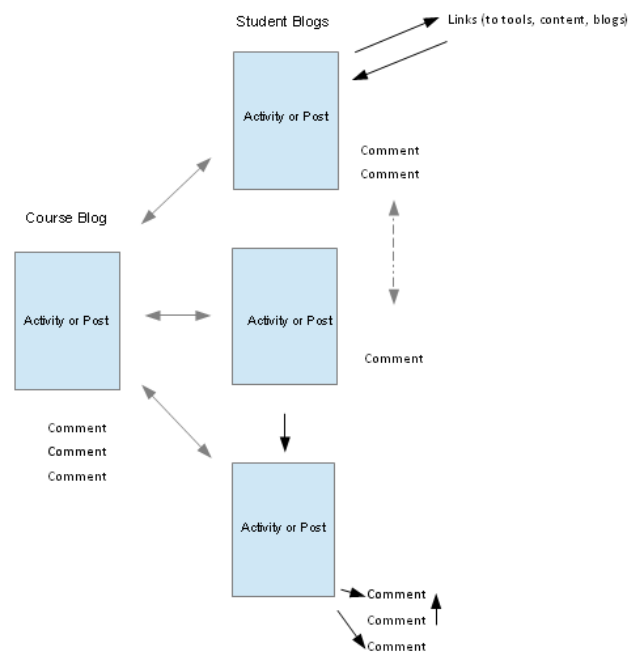 Student Blogs
Links (to tools, content, blogs)
Activity or Post
Comment
Comment
Course Blog
Activity or Post
Activity or Post
Comment
Comment
Comment
Comment
Activity or Post
Comment
Comment
Comment